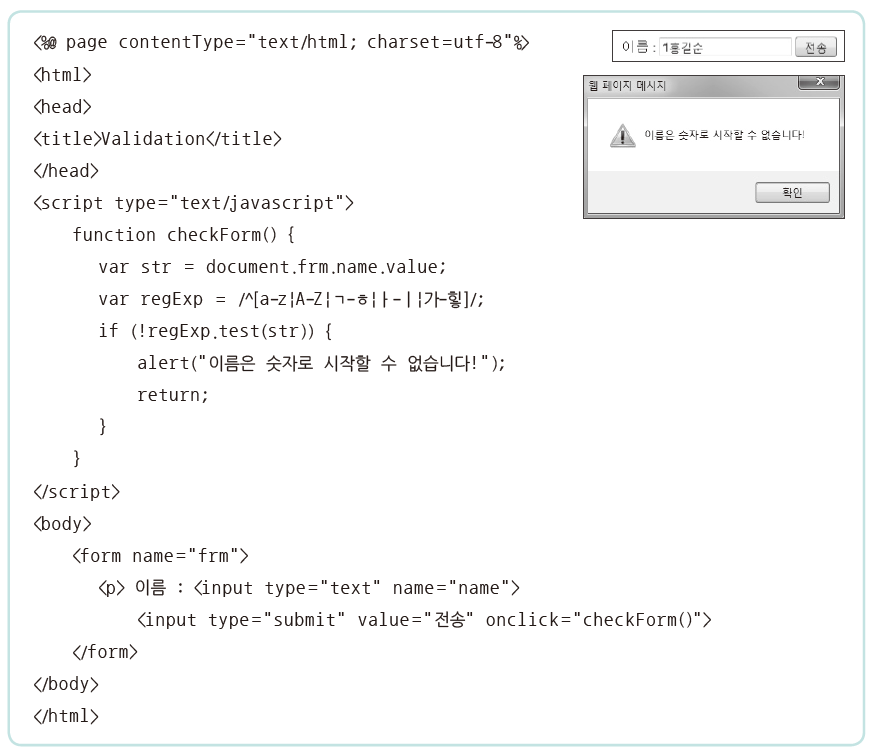 <%@ page contentType="text/html; charset=utf-8"%>
<html>
<head>
<title>Validation</title>
</head>
<script type="text/javascript">
function checkForm() {
var str = document.frm.name.value;
var regExp = /^[a-z|A-Z|ㄱ-ㅎ|ㅏ-ㅣ|가-힣]/;
if (!regExp.test(str)) {
alert("이름은 숫자로 시작할 수 없습니다!");
return;
}
}
</script>
<body>
<form name="frm">
<p> 이름 : <input type="text" name="name">
<input type="submit" value="전송" onclick="checkForm()">
</form>
</body>
</html>
이름 : 1홍길순 전송
웹 페이지 메시지 X
이름은 숫자로 시작할 수 없습니다!
확인